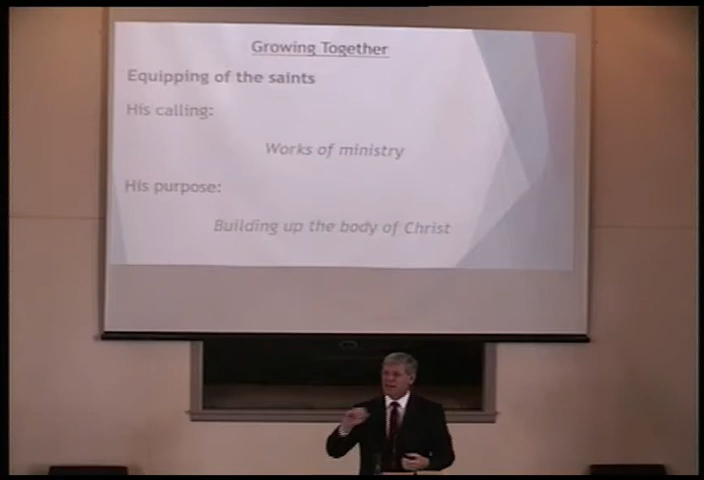 Growing Together
Equipping of the saints
His calling:
Works of ministry
His purpose:
Building up the body of Christ